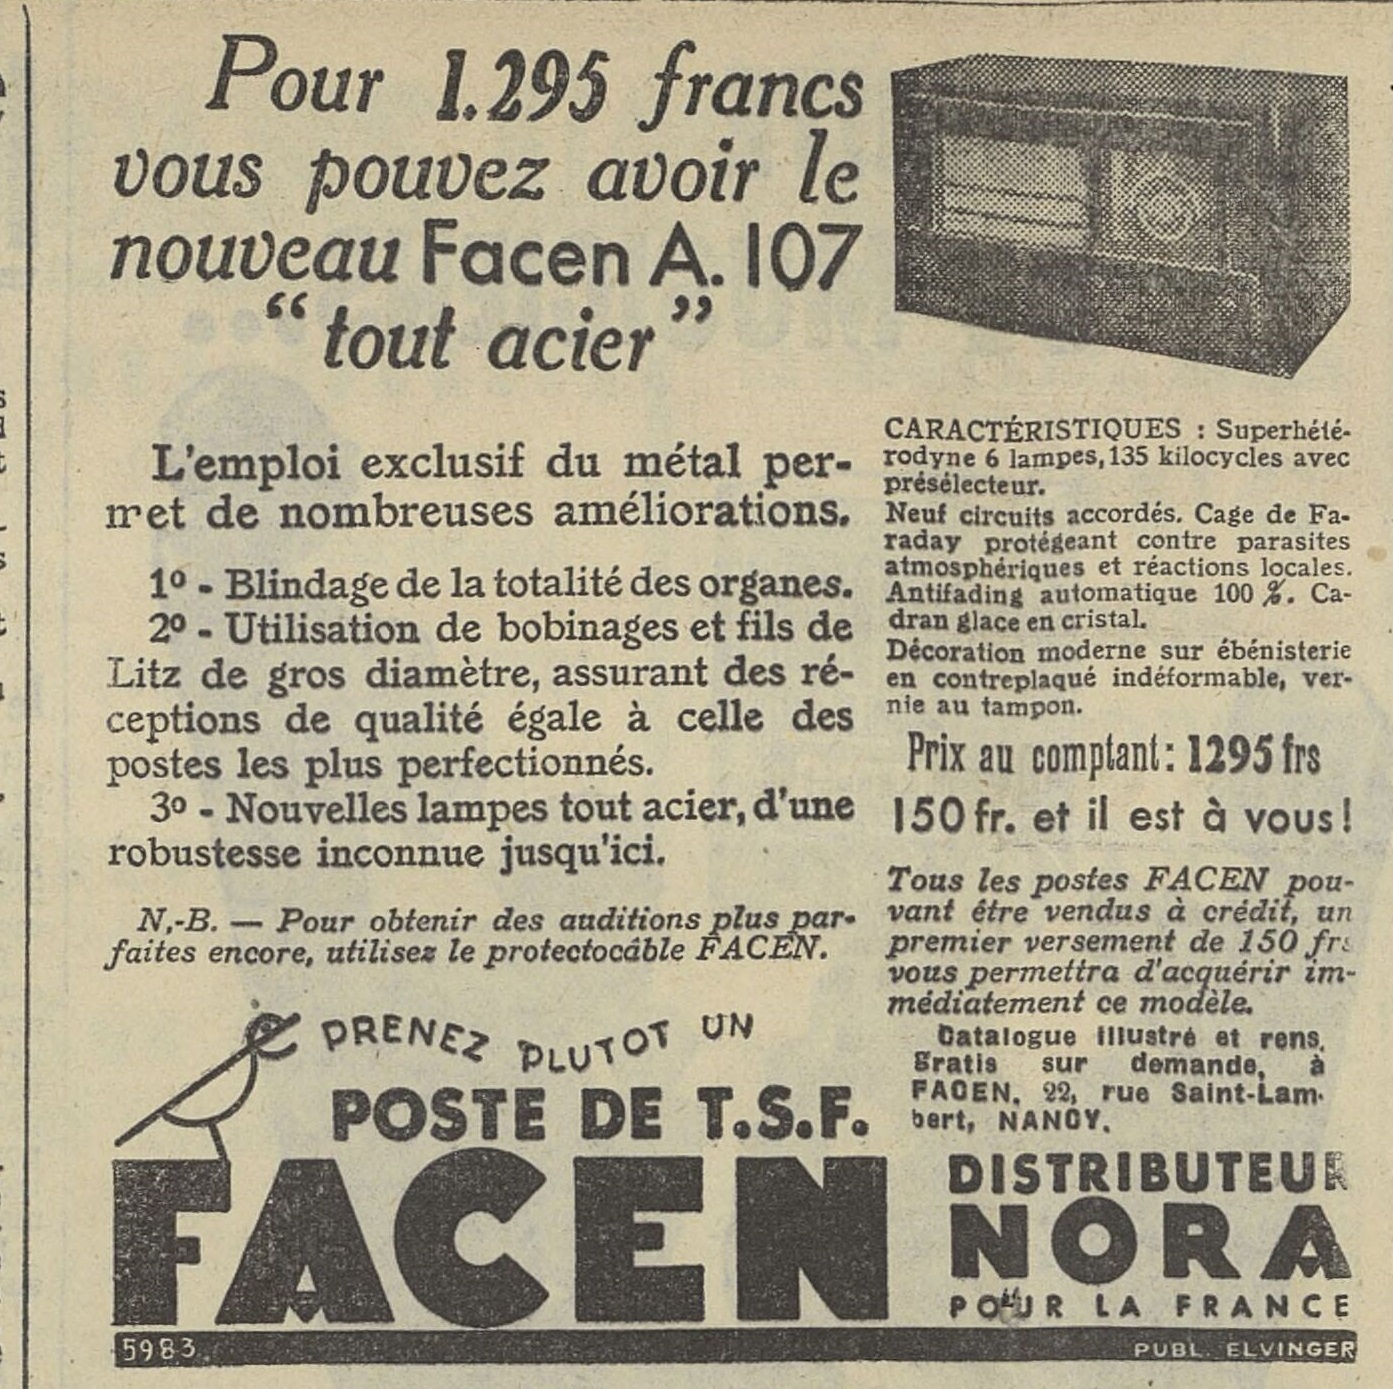 Pour 1.295 francs
vous pouvez avoir le
nouveau Facen A. 107
“tout acier”
L'emploi exclusif du métal per-
met de nombreuses améliorations.
1º - Blindage de la totalité des organes.
2º - Utilisation de bobinages et fils de
Litz de gros diamètre, assurant des ré-
ceptions de qualité égale à celle des
postes les plus perfectionnés.
3º - Nouvelles lampes tout acier, d'une
robustesse inconnue jusqu'ici.
N.-B. — Pour obtenir des auditions plus par-
faites encore, utilisez le protectocâble FACEN.
CARACTÉRISTIQUES : Superhété-
rodyne 6 lampes, 135 kilocycles avec
présélecteur.
Neuf circuits accordés. Cage de Fa-
raday protégeant contre parasites
atmosphériques et réactions locales.
Antifading automatique 100 %. Ca-
dran glace en cristal.
Décoration moderne sur ébénisterie
en contreplaqué indéformable, ver-
nie au tampon.
Prix au comptant : 1295 frs
150 fr. et il est à vous !
Tous les postes FACEN pou-
vant être vendus à crédit, un
premier versement de 150 frs
vous permettra d'acquérir im-
médiatement ce modèle.
Catalogue illustré et rens.
gratis sur demande, à
FACEN, 22, rue Saint-Lam-
bert, NANCY.
PRENEZ PLUTOT UN
POSTE DE T.S.F.
FACEN
DISTRIBUTEUR
NORA
POUR LA FRANCE
5983
PUBL. ELVINGER